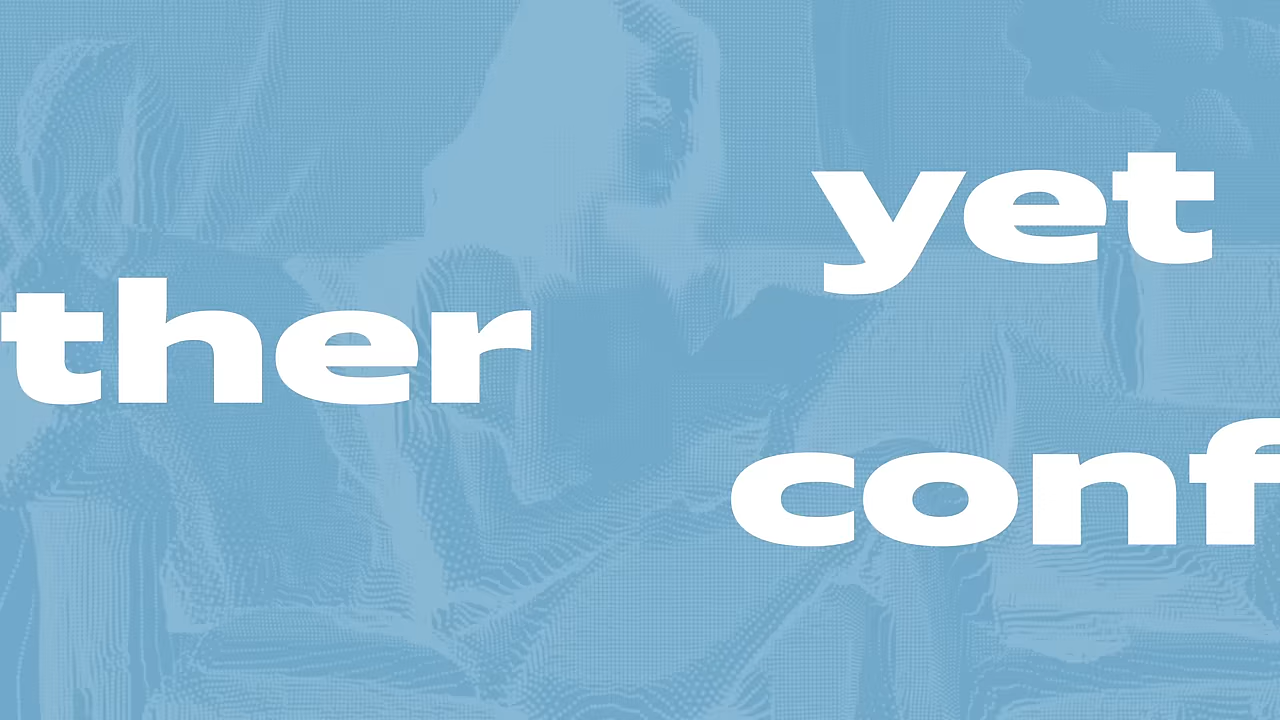 yet
ther
conf